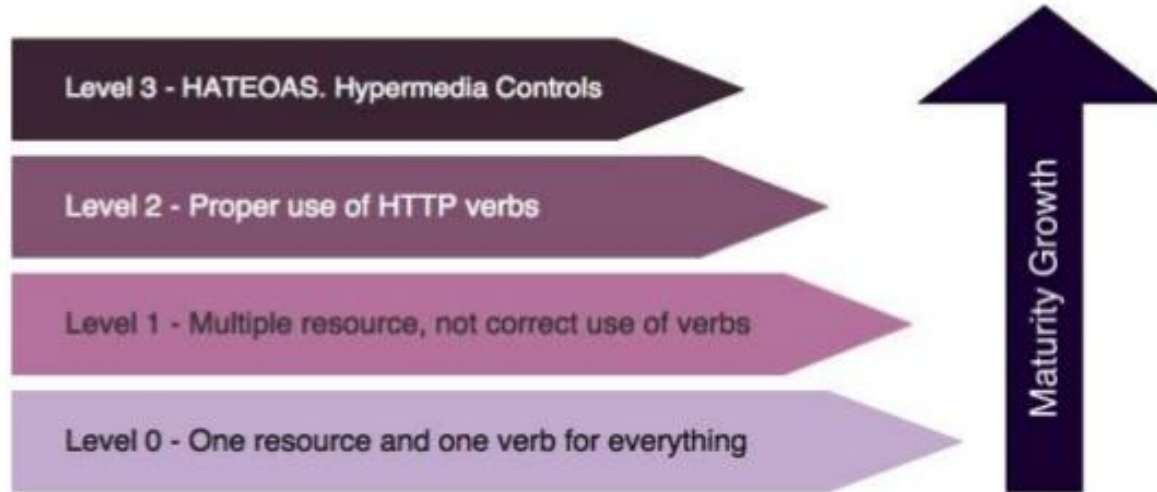 Level 3 - HATEOAS. Hypermedia Controls
Level 2 - Proper use of HTTP verbs
Level 1 - Multiple resource, not correct use of verbs
Level 0 - One resource and one verb for everything
Maturity Growth